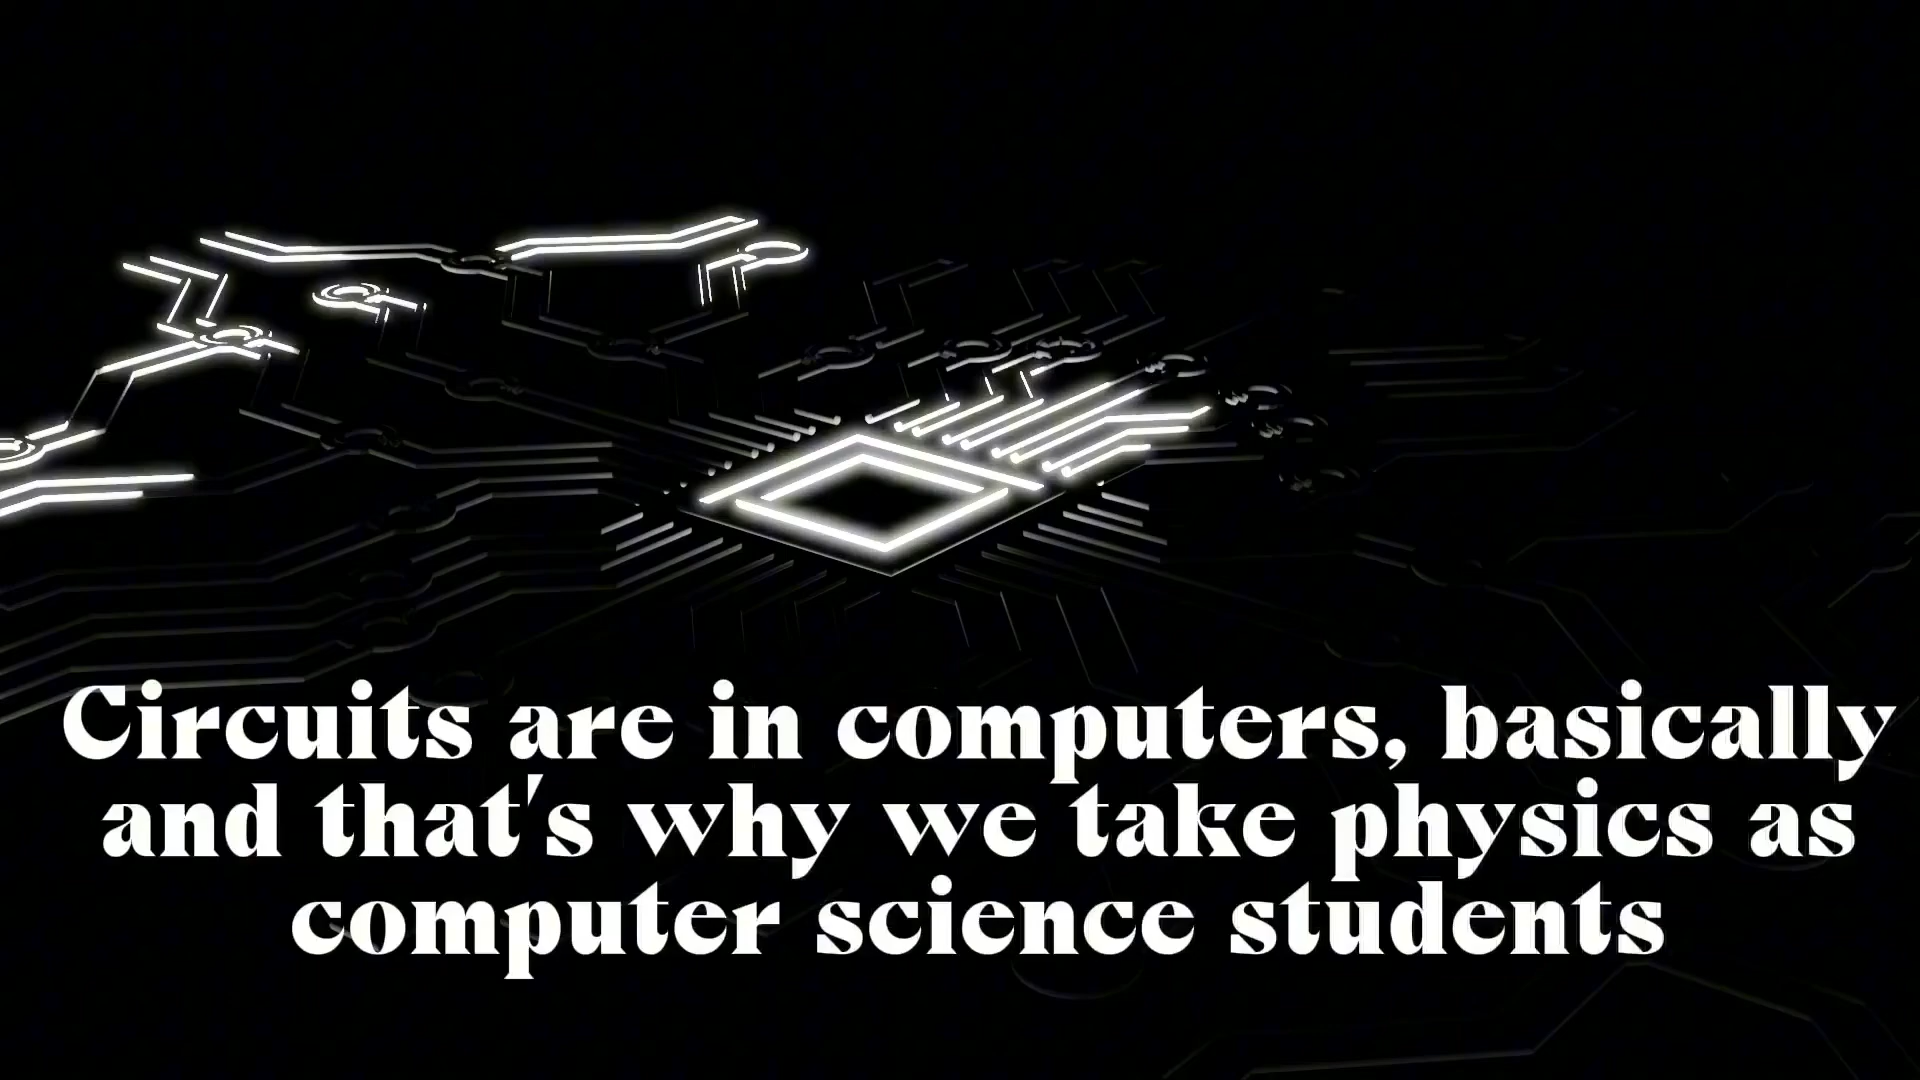 Circuits are in computers, basically
and that's why we take physics as
computer science students